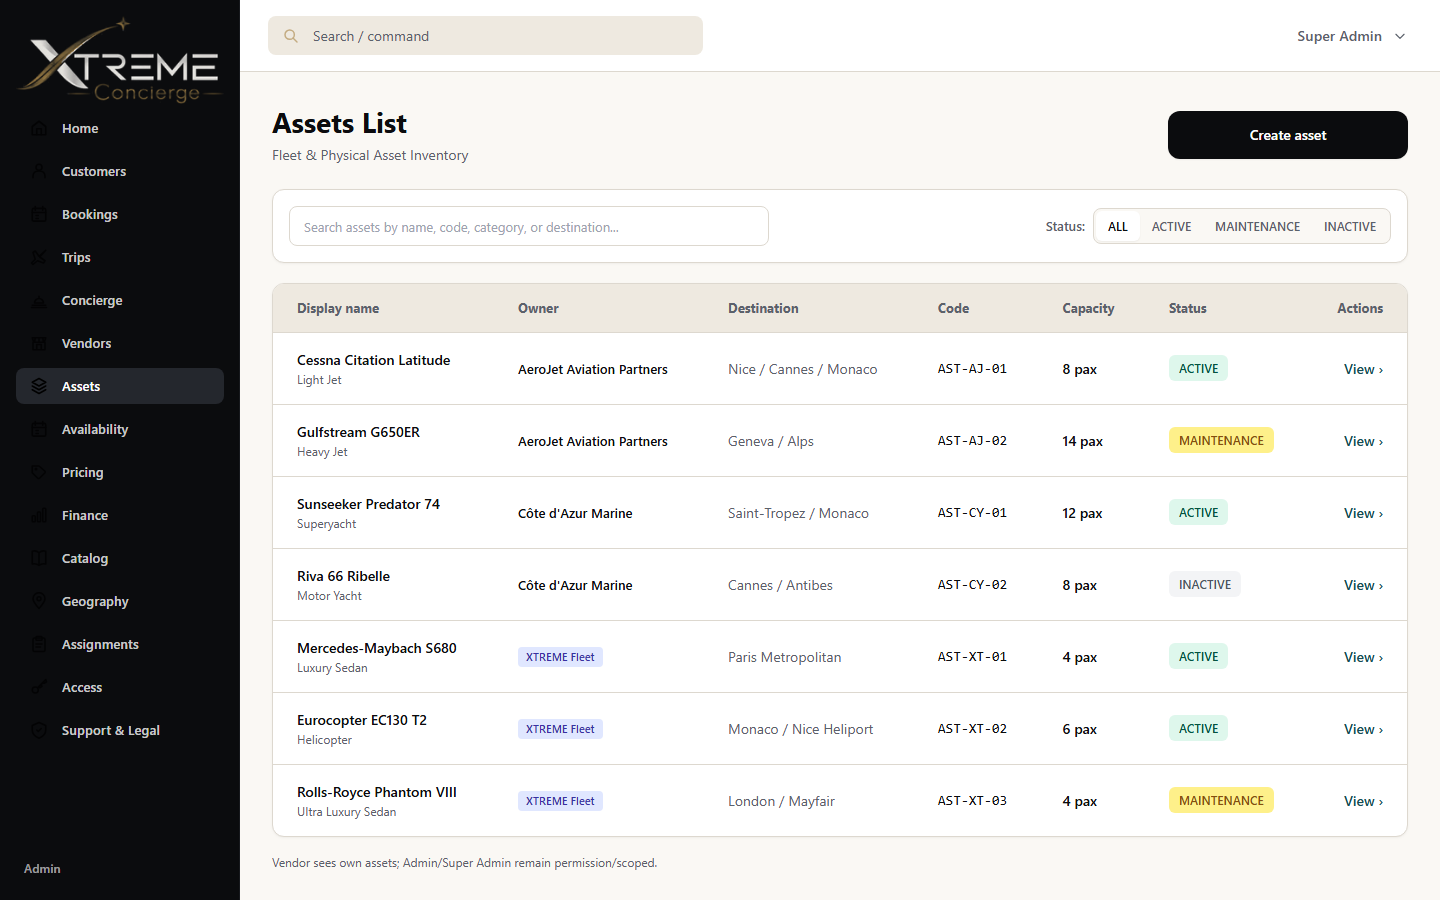 XTREME
Concierge
Search / command
Super Admin
Home
Customers
Bookings
Trips
Concierge
Vendors
Assets
Availability
Pricing
Finance
Catalog
Geography
Assignments
Access
Support & Legal
Admin
Assets List
Fleet & Physical Asset Inventory
Create asset
Search assets by name, code, category, or destination...
Status: ALL ACTIVE MAINTENANCE INACTIVE
Display name Owner Destination Code Capacity Status Actions
Cessna Citation Latitude
Light Jet
AeroJet Aviation Partners Nice / Cannes / Monaco AST-AJ-01 8 pax ACTIVE View ›
Gulfstream G650ER
Heavy Jet
AeroJet Aviation Partners Geneva / Alps AST-AJ-02 14 pax MAINTENANCE View ›
Sunseeker Predator 74
Superyacht
Côte d'Azur Marine Saint-Tropez / Monaco AST-CY-01 12 pax ACTIVE View ›
Riva 66 Ribelle
Motor Yacht
Côte d'Azur Marine Cannes / Antibes AST-CY-02 8 pax INACTIVE View ›
Mercedes-Maybach S680
Luxury Sedan
XTREME Fleet Paris Metropolitan AST-XT-01 4 pax ACTIVE View ›
Eurocopter EC130 T2
Helicopter
XTREME Fleet Monaco / Nice Heliport AST-XT-02 6 pax ACTIVE View ›
Rolls-Royce Phantom VIII
Ultra Luxury Sedan
XTREME Fleet London / Mayfair AST-XT-03 4 pax MAINTENANCE View ›
Vendor sees own assets; Admin/Super Admin remain permission/scoped.